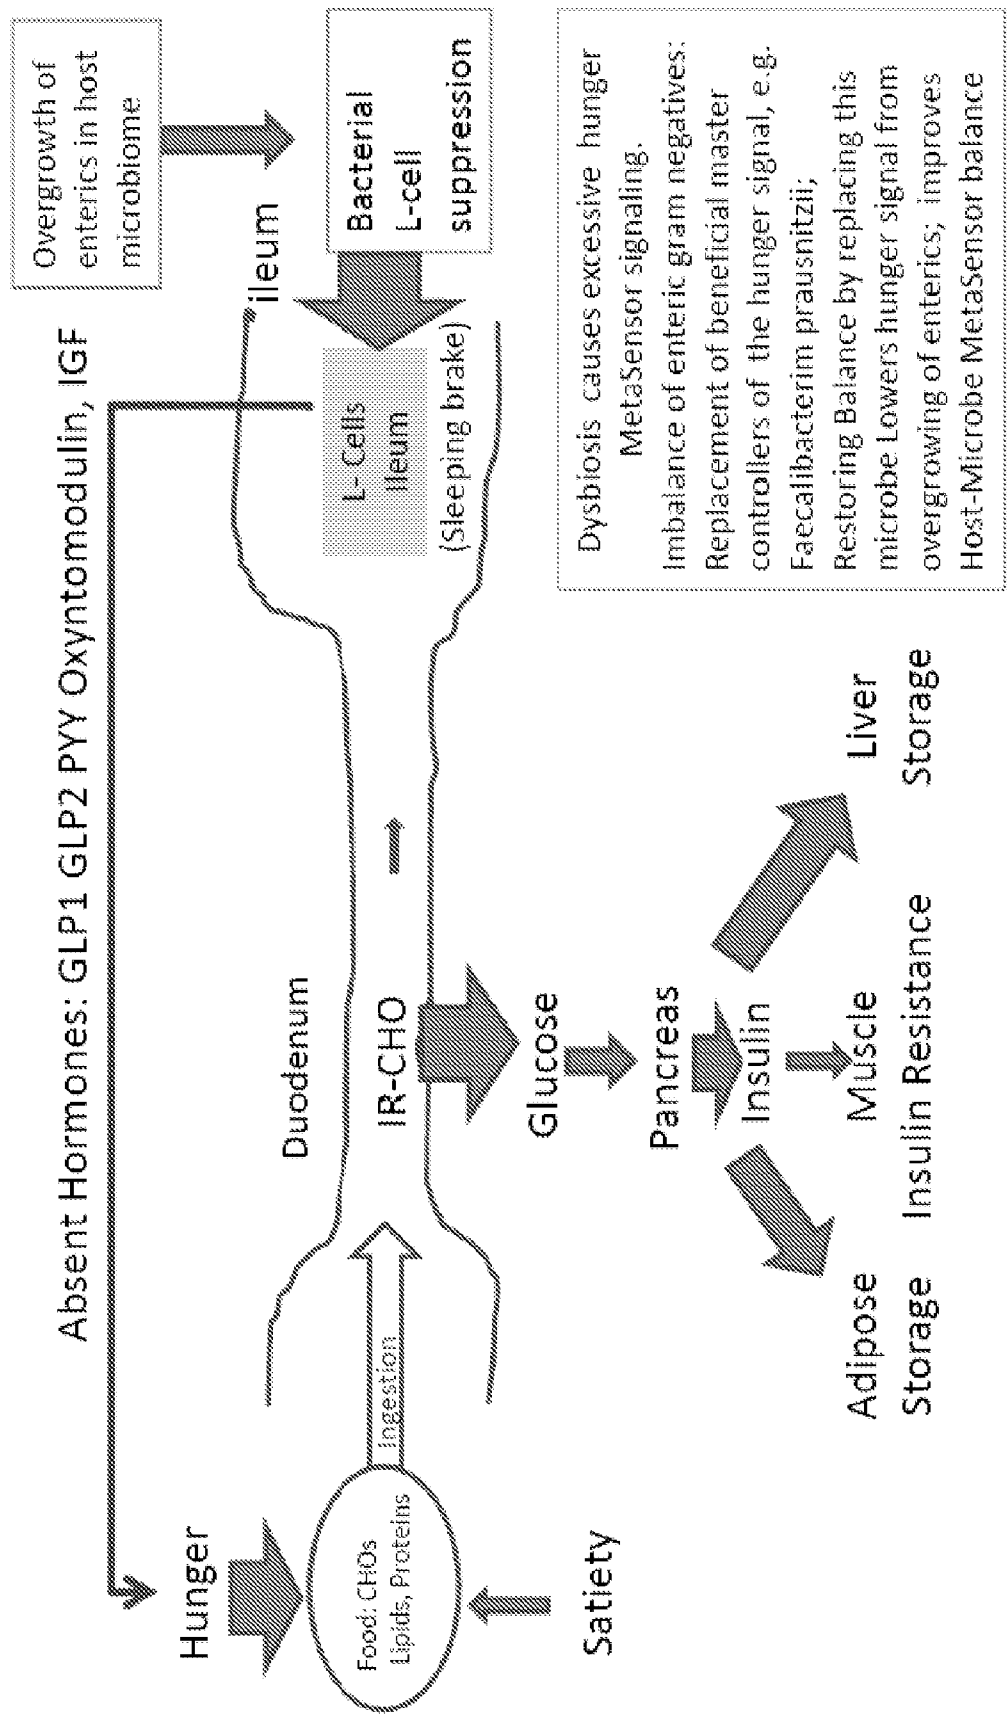 Absent Hormones: GLP1 GLP2 PYY Oxyntomodulin, IGF
Overgrowth of
enterics in host
microbiome
Hunger
Food: CHOs
Lipids, Proteins
Satiety
Ingestion
Duodenum
IR-CHO
ileum
L- Cells
Ileum
(Sleeping brake)
Bacterial
L-cell
suppression
Glucose
Pancreas
Insulin
Adipose
Storage
Muscle
Insulin Resistance
Liver
Storage
Dysbiosis causes excessive hunger
MetaSensor signaling.
Imbalance of enteric gram negatives:
Replacement of beneficial master
controllers of the hunger signal, e.g.
Faecallibacterim prausnitzii;
Restoring Balance by replacing this
microbe Lowers hunger signal from
overgrowing of enterics; improves
Host-Microbe MetaSensor balance